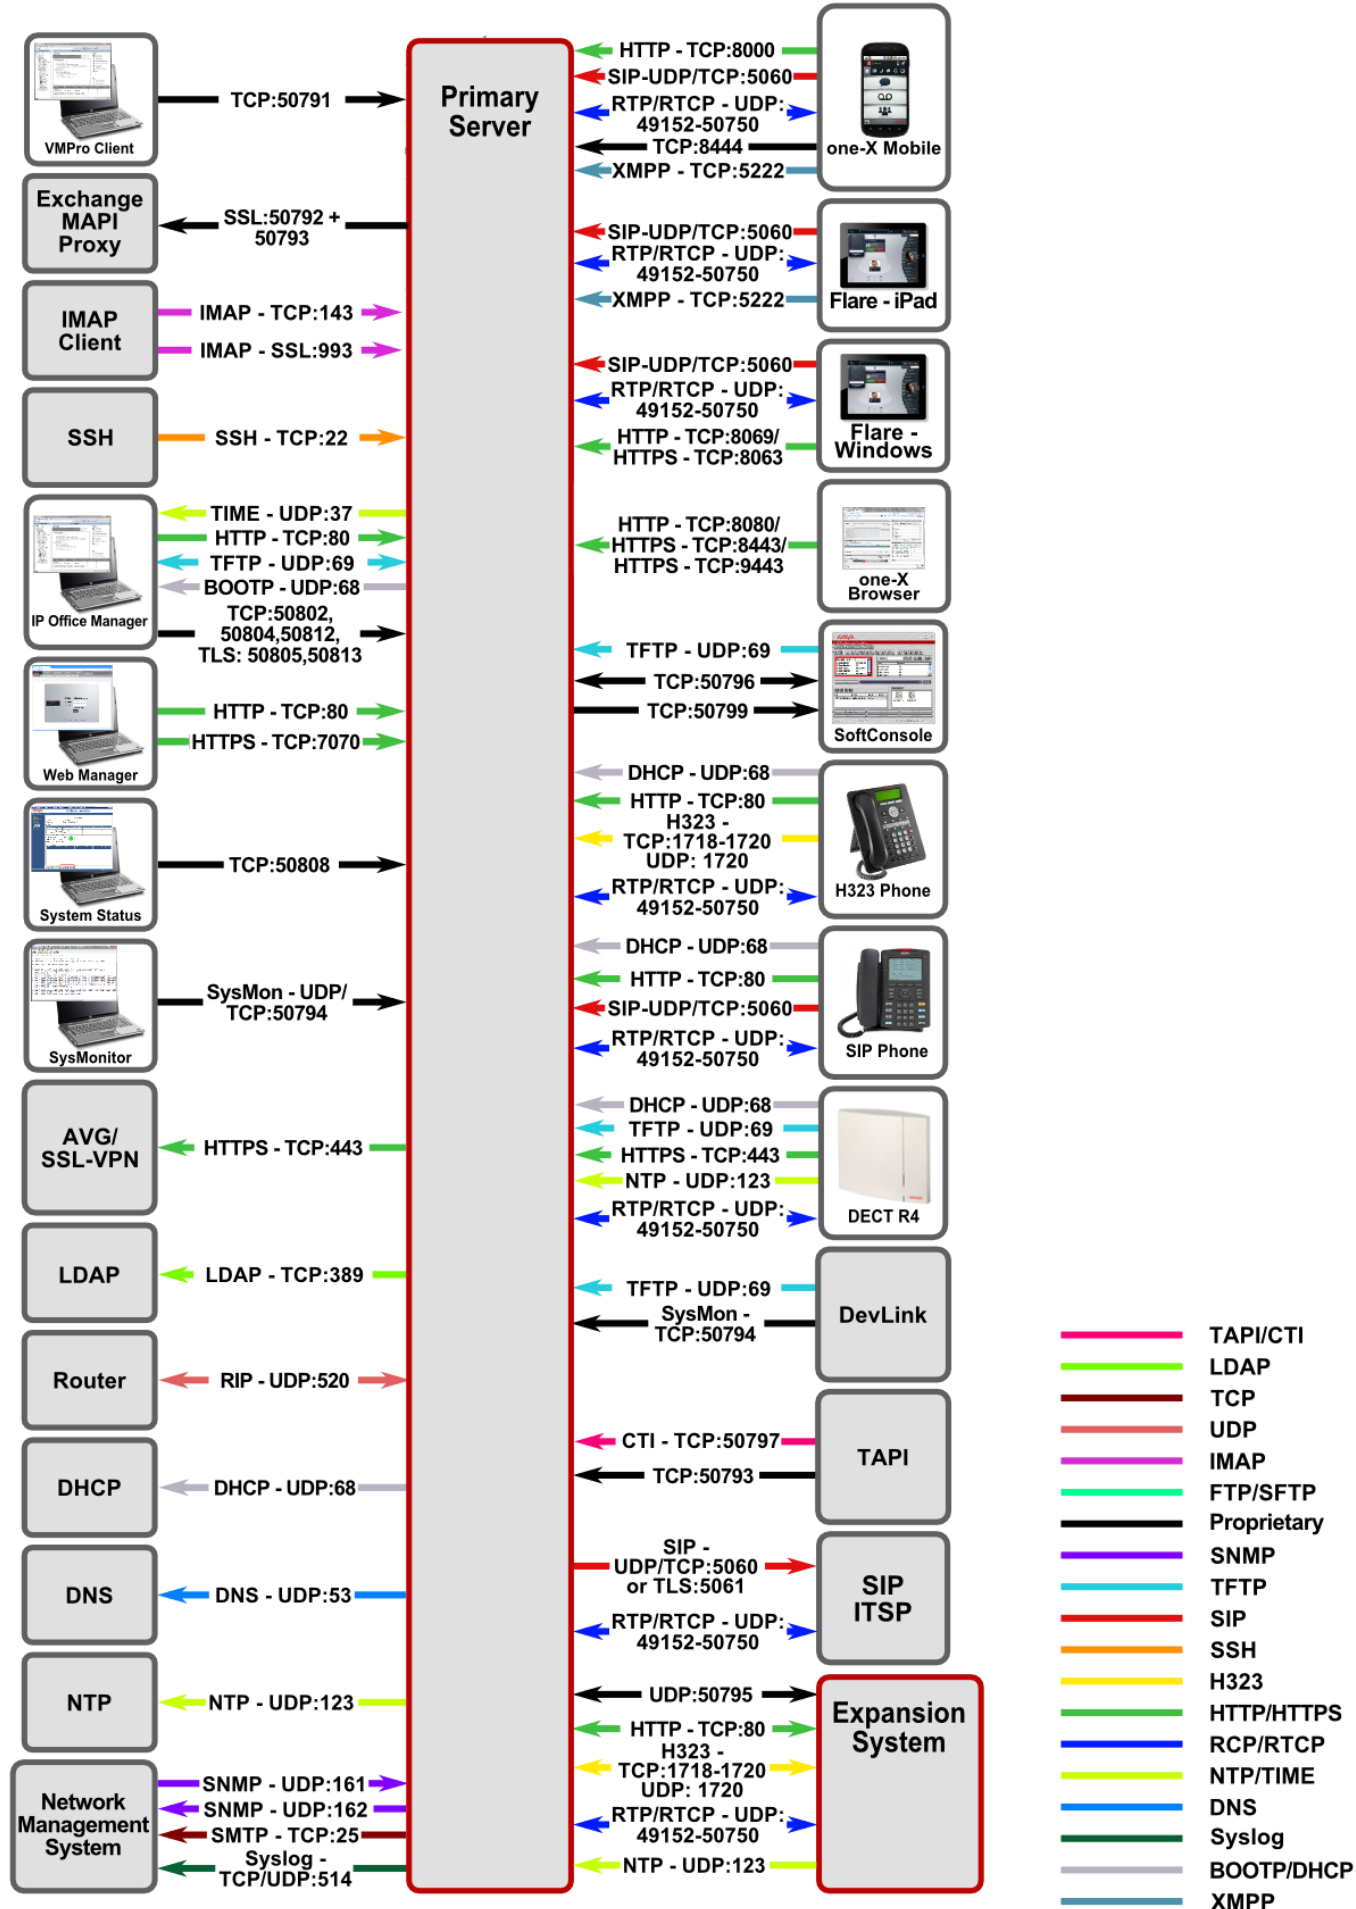 VMPro Client
TCP:50791
Exchange
MAPI
Proxy
SSL:50792 +
50793
IMAP
Client
IMAP - TCP:143
IMAP - SSL:993
SSH
SSH - TCP:22
IP Office Manager
TIME - UDP:37
HTTP - TCP:80
TFTP - UDP:69
BOOTP - UDP:68
TCP:50802,
50804,50812,
TLS: 50805,50813
Web Manager
HTTP - TCP:80
HTTPS - TCP:7070
System Status
TCP:50808
SysMonitor
SysMon - UDP/
TCP:50794
AVG/
SSL-VPN
HTTPS - TCP:443
LDAP
LDAP - TCP:389
Router
RIP - UDP:520
DHCP
DHCP - UDP:68
DNS
DNS - UDP:53
NTP
NTP - UDP:123
Network
Management
System
SNMP - UDP:161
SNMP - UDP:162
SMTP - TCP:25
Syslog -
TCP/UDP:514
Primary
Server
HTTP - TCP:8000
SIP-UDP/TCP:5060
RTP/RTCP - UDP:
49152-50750
TCP:8444
XMPP - TCP:5222
one-X Mobile
SIP-UDP/TCP:5060
RTP/RTCP - UDP:
49152-50750
XMPP - TCP:5222
Flare - iPad
SIP-UDP/TCP:5060
RTP/RTCP - UDP:
49152-50750
HTTP - TCP:8069/
HTTPS - TCP:8063
Flare -
Windows
HTTP - TCP:8080/
HTTPS - TCP:8443/
HTTPS - TCP:9443
one-X
Browser
TFTP - UDP:69
TCP:50796
TCP:50799
AVAYA
SoftConsole
DHCP - UDP:68
HTTP - TCP:80
H323 -
TCP:1718-1720
UDP: 1720
RTP/RTCP - UDP:
49152-50750
H323 Phone
DHCP - UDP:68
HTTP - TCP:80
SIP-UDP/TCP:5060
RTP/RTCP - UDP:
49152-50750
SIP Phone
DHCP - UDP:68
TFTP - UDP:69
HTTPS - TCP:443
NTP - UDP:123
RTP/RTCP - UDP:
49152-50750
DECT R4
TFTP - UDP:69
SysMon -
TCP:50794
DevLink
CTI - TCP:50797
TCP:50793
TAPI
SIP -
UDP/TCP:5060
or TLS:5061
RTP/RTCP - UDP:
49152-50750
SIP
ITSP
UDP:50795
HTTP - TCP:80
H323 -
TCP:1718-1720
UDP: 1720
RTP/RTCP - UDP:
49152-50750
NTP - UDP:123
Expansion
System
TAPI/CTI
LDAP
TCP
UDP
IMAP
FTP/SFTP
Proprietary
SNMP
TFTP
SIP
SSH
H323
HTTP/HTTPS
RCP/RTCP
NTP/TIME
DNS
Syslog
BOOTP/DHCP
XMPP